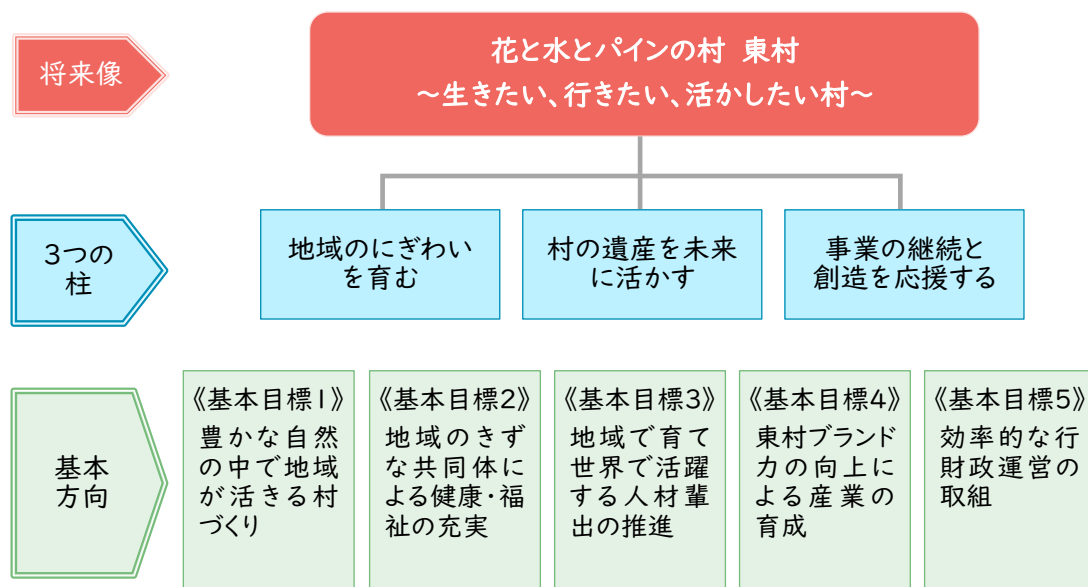 将来像
花と水とパインの村 東村
～生きたい、行きたい、活かしたい村～
3つの
柱
地域のにぎわい
を育む
村の遺産を未来
に活かす
事業の継続と
創造を応援する
基本
方向
《基本目標1》
豊かな自然
の中で地域
が活きる村
づくり
《基本目標2》
地域のきず
な共同体に
よる健康・福
祉の充実
《基本目標3》
地域で育て
世界で活躍
する人材輩
出の推進
《基本目標4》
東村ブランド
力の向上に
よる産業の
育成
《基本目標5》
効率的な行
財政運営の
取組